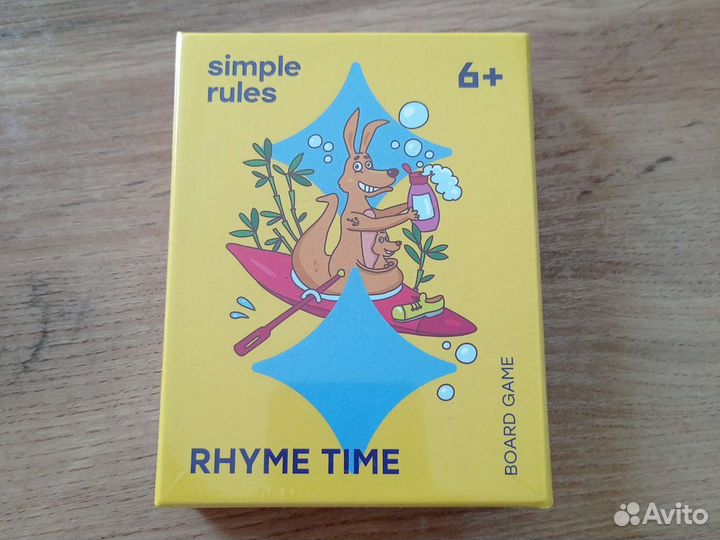 simple
rules
6+
RHYME TIME
BOARD GAME
Avito